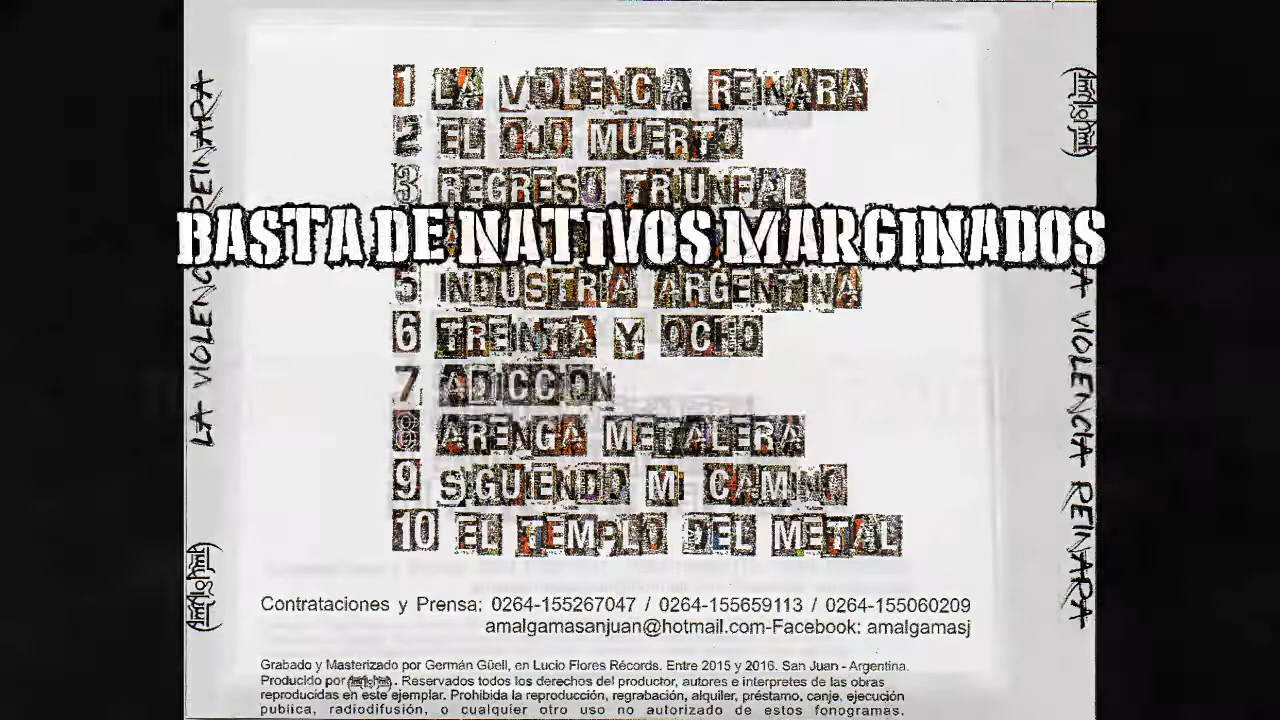 1 LA VIOLENCIA REINARA
2 EL OJO MUERTO
3 REGRESO TRIUNFAL
BASTA DE NATIVOS MARGINADOS
5 INDUSTRIA ARGENTINA
6 TREINTA Y OCHO
7 ADICCION
8 ARENGA METALERA
9 SIGUIENDO MI CAMINO
10 EL TEMPLO DEL METAL
Contrataciones y Prensa: 0264-155267047 / 0264-155659113 / 0264-155060209
amalgamasanjuan@hotmail.com-Facebook: amalgamasj
Grabado y Masterizado por Germán Güell, en Lucio Flores Récords. Entre 2015 y 2016. San Juan - Argentina.
Producido por . Reservados todos los derechos del productor, autores e interpretes de las obras
reproducidas en este ejemplar. Prohibida la reproducción, regrabación, alquiler, préstamo, canje, ejecución
publica, radiodifusión, o cualquier otro uso no autorizado de estos fonogramas.
LA VIOLENCIA REINARA
LA VIOLENCIA REINARA